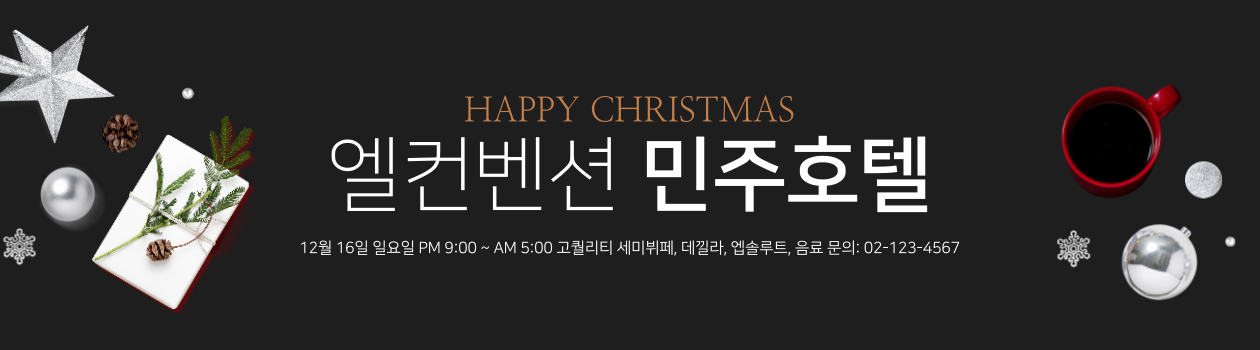 HAPPY CHRISTMAS
엘컨벤션 민주호텔
12월 16일 일요일 PM 9:00 ~ AM 5:00 고퀄리티 세미뷔페, 데낄라, 엡솔루트, 음료 문의: 02-123-4567